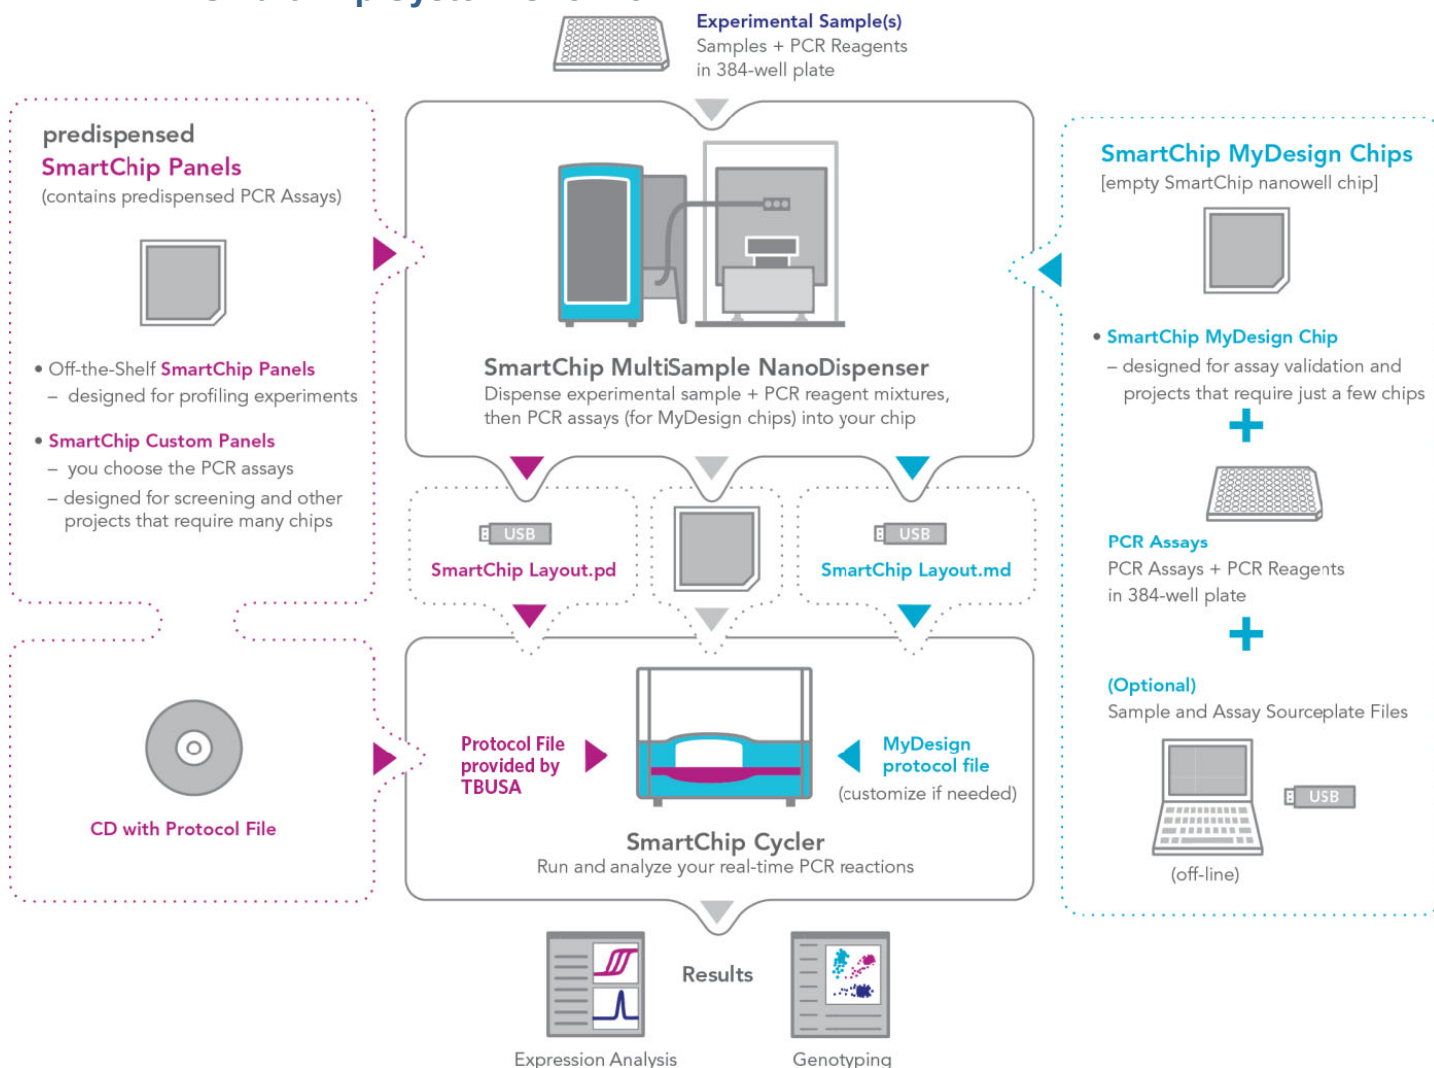 Experimental Sample(s)
Samples + PCR Reagents
in 384-well plate
predispensed
SmartChip Panels
(contains predispensed PCR Assays)
• Off-the-Shelf SmartChip Panels
– designed for profiling experiments
• SmartChip Custom Panels
– you choose the PCR assays
– designed for screening and other
projects that require many chips
CD with Protocol File
SmartChip MultiSample NanoDispenser
Dispense experimental sample + PCR reagent mixtures,
then PCR assays (for MyDesign chips) into your chip
USB
SmartChip Layout.pd
USB
SmartChip Layout.md
Protocol File
provided by
TBUSA
MyDesign
protocol file
(customize if needed)
SmartChip Cycler
Run and analyze your real-time PCR reactions
SmartChip MyDesign Chips
[empty SmartChip nanowell chip]
• SmartChip MyDesign Chip
– designed for assay validation and
projects that require just a few chips
+
PCR Assays
PCR Assays + PCR Reagents
in 384-well plate
+
(Optional)
Sample and Assay Sourceplate Files
USB
(off-line)
Results
Expression Analysis
Genotyping